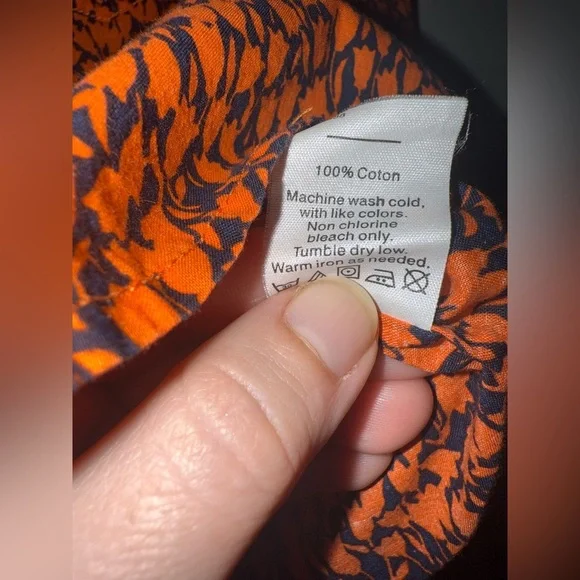 100% Coton
Machine wash cold,
with like colors.
Non chlorine
bleach only.
Tumble dry low.
Warm iron as needed.